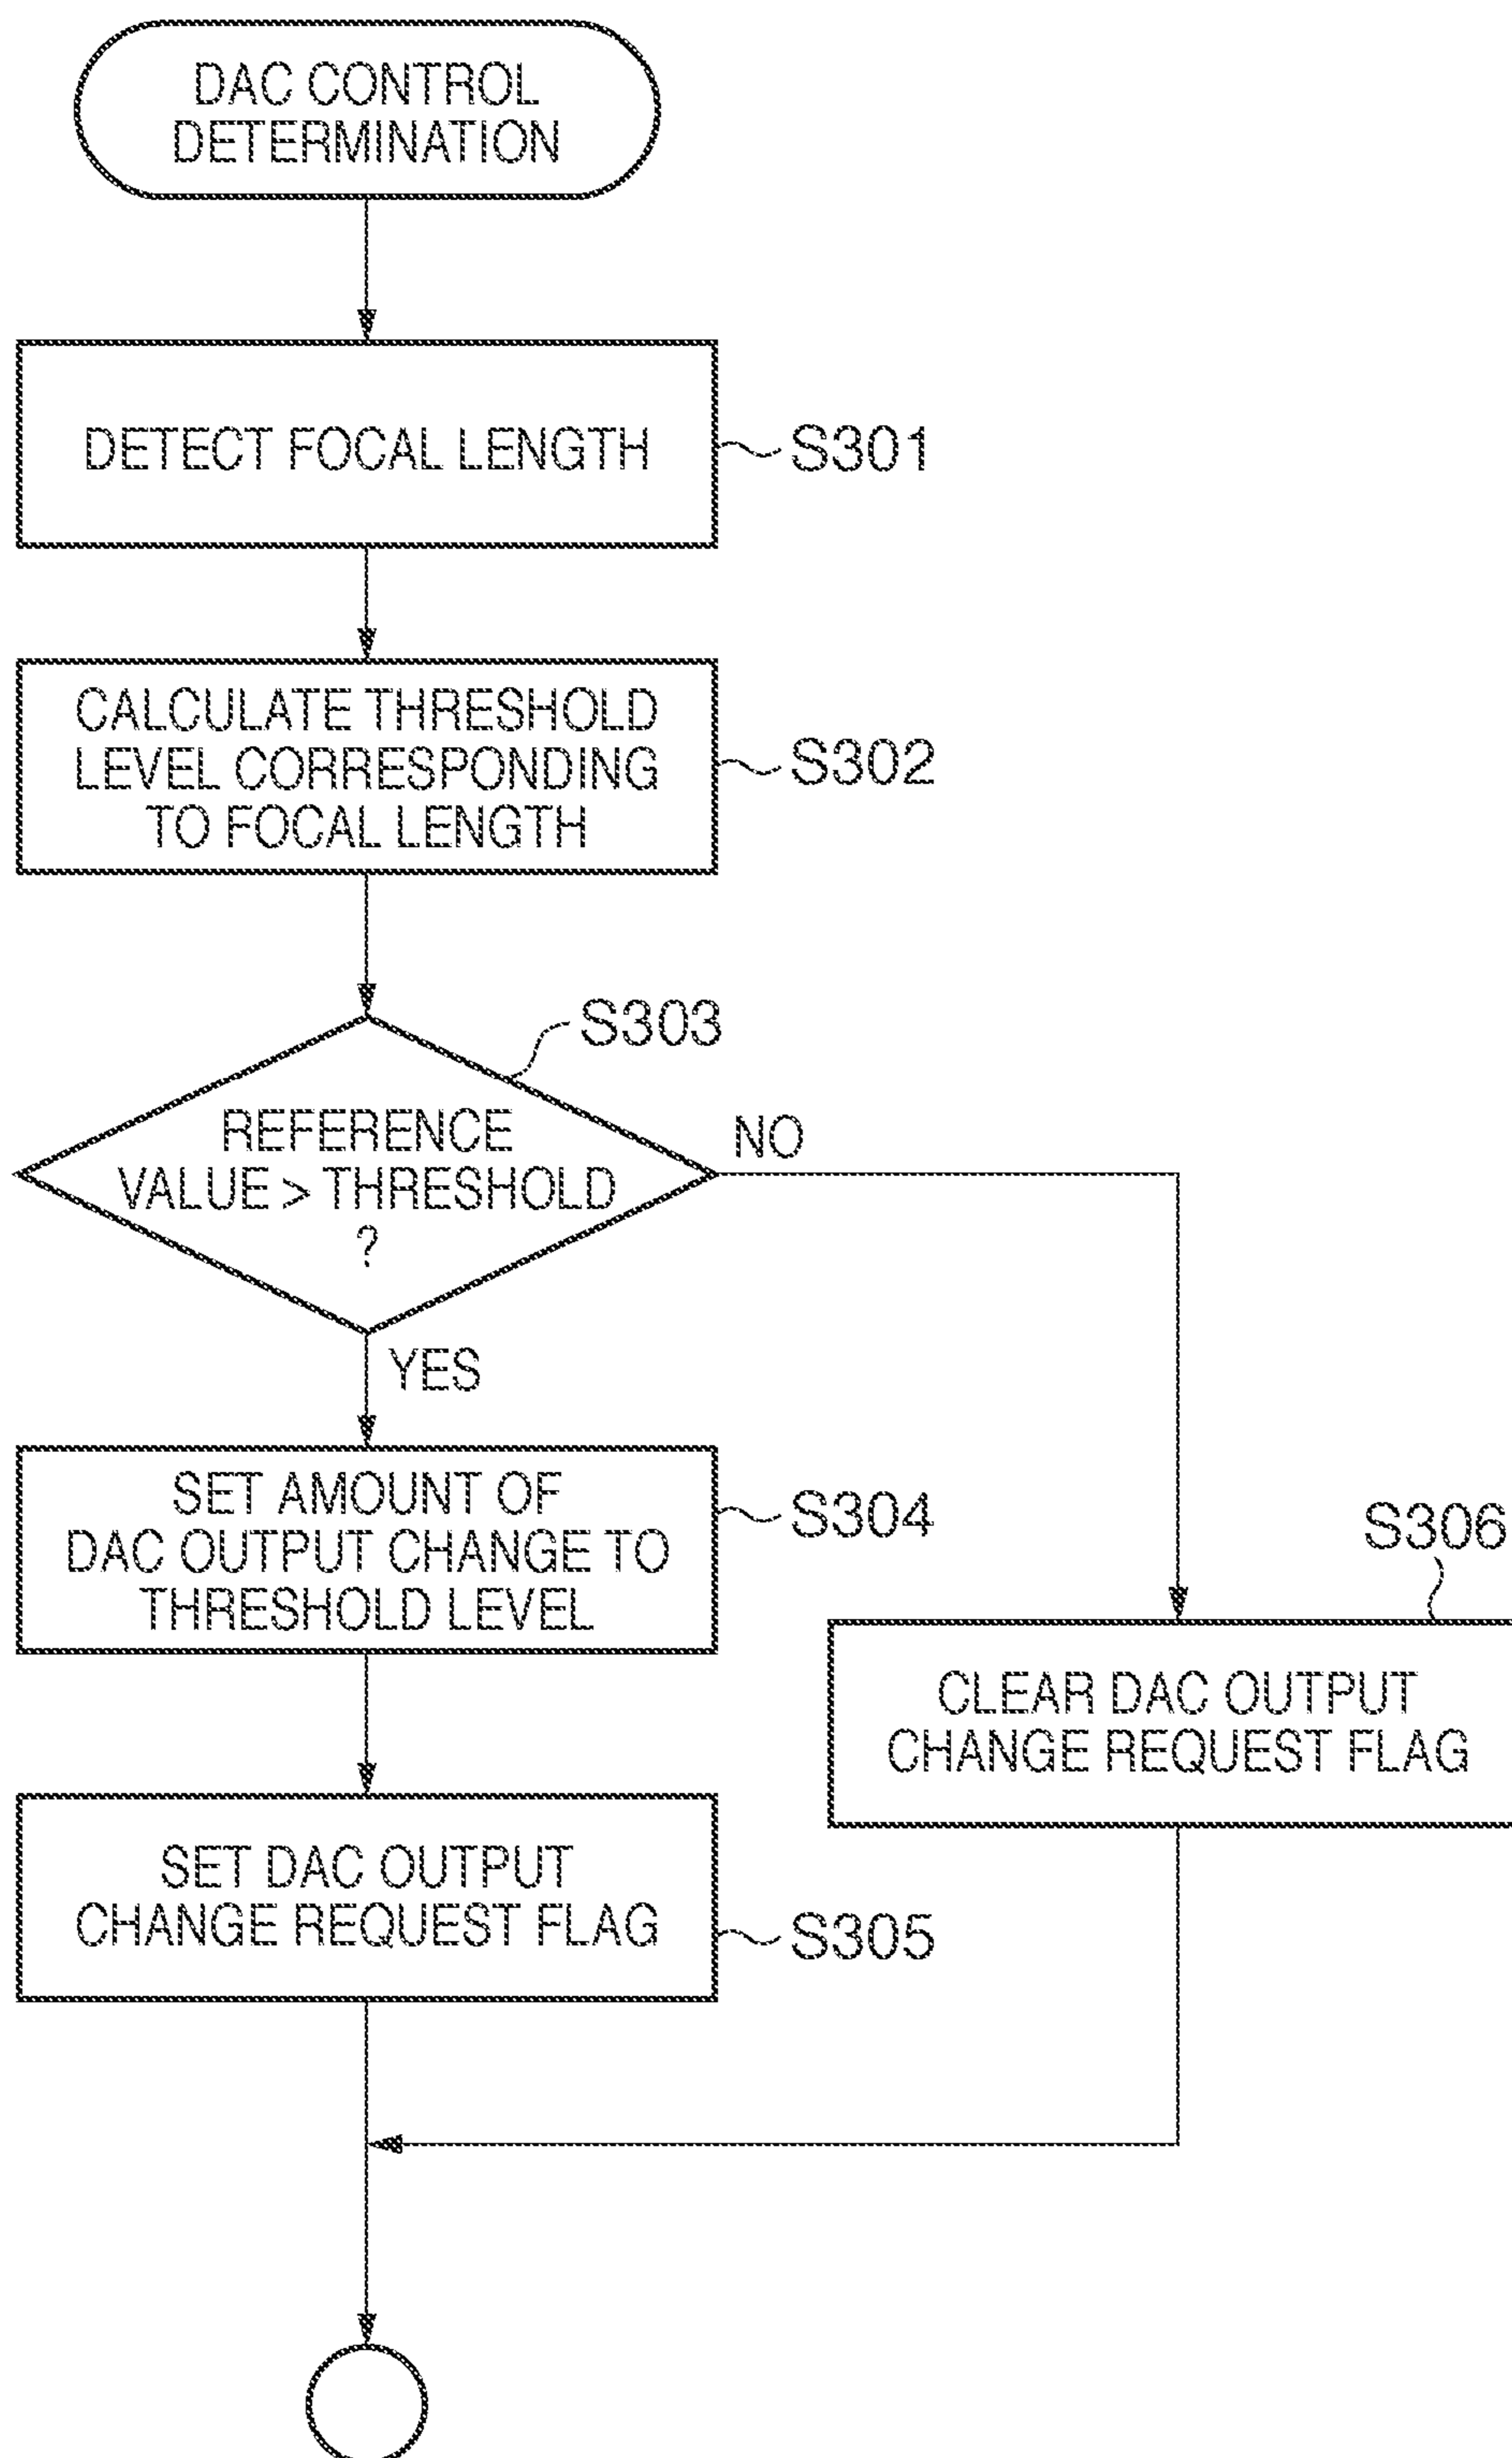 DAC CONTROL
DETERMINATION
DETECT FOCAL LENGTH
S301
CALCULATE THRESHOLD
LEVEL CORRESPONDING
TO FOCAL LENGTH
S302
S303
REFERENCE
VALUE > THRESHOLD
?
NO
YES
SET AMOUNT OF
DAC OUTPUT CHANGE TO
THRESHOLD LEVEL
S304
S306
CLEAR DAC OUTPUT
CHANGE REQUEST FLAG
SET DAC OUTPUT
CHANGE REQUEST FLAG
S305